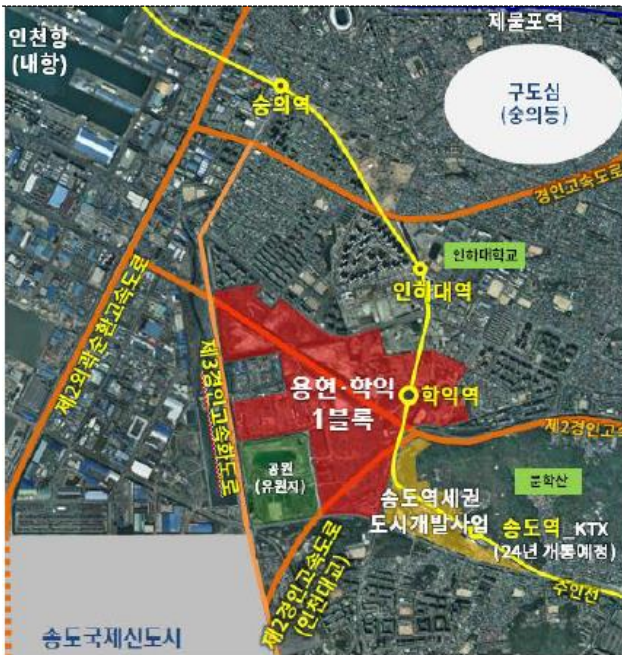 제물포역
인천항
(내항)
구도심
(숭의동)
숭의역
경인고속도로
인하대학교
인하대역
제2외곽순환고속도로
제3경인고속화도로
용현·학익
1블록
학익역
제2경인고속
공원
(유원지)
문학산
송도역세권
도시개발사업
송도역_KTX
(24년 개통예정)
제2경인고속도로
(인천대교)
수인선
송도국제신도시